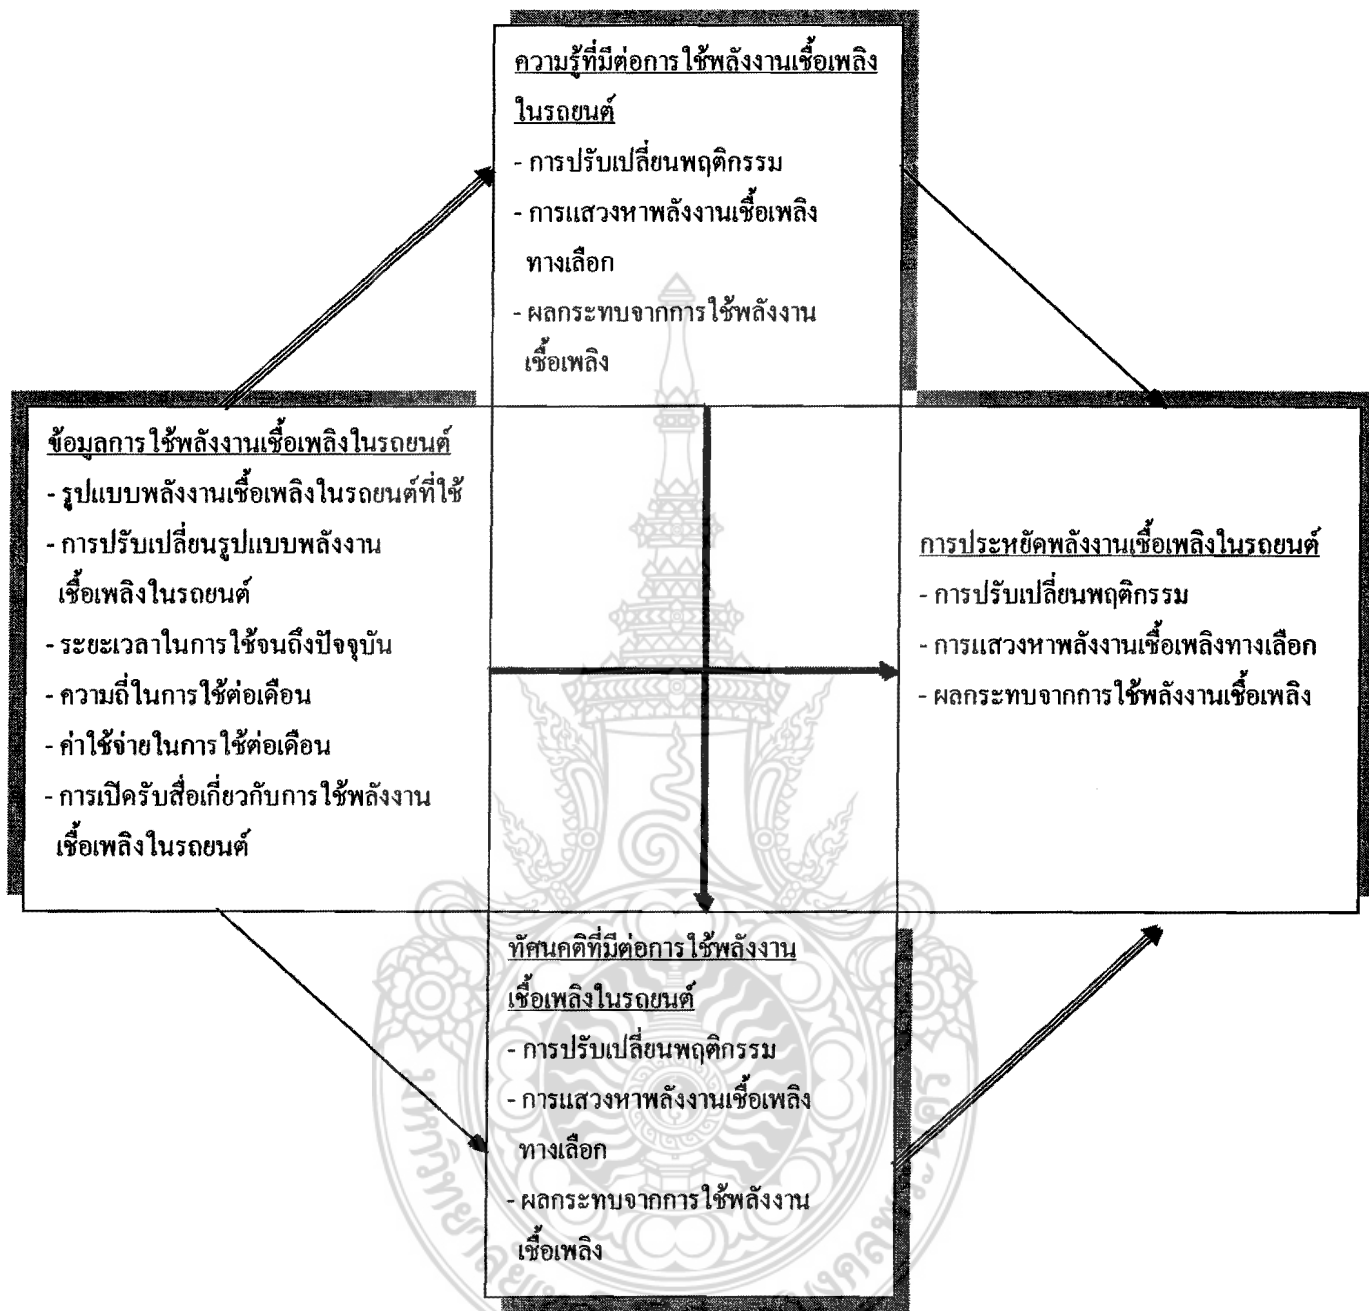 ความรู้ที่มีต่อการใช้พลังงานเชื้อเพลิง
ในรถยนต์
- การปรับเปลี่ยนพฤติกรรม
- การแสวงหาพลังงานเชื้อเพลิง
ทางเลือก
- ผลกระทบจากการใช้พลังงาน
เชื้อเพลิง
ข้อมูลการใช้พลังงานเชื้อเพลิงในรถยนต์
- รูปแบบพลังงานเชื้อเพลิงในรถยนต์ที่ใช้
- การปรับเปลี่ยนรูปแบบพลังงาน
เชื้อเพลิงในรถยนต์
- ระยะเวลาในการใช้จนถึงปัจจุบัน
- ความถี่ในการใช้ต่อเดือน
- ค่าใช้จ่ายในการใช้ต่อเดือน
- การเปิดรับสื่อเกี่ยวกับการใช้พลังงาน
เชื้อเพลิงในรถยนต์
การประหยัดพลังงานเชื้อเพลิงในรถยนต์
- การปรับเปลี่ยนพฤติกรรม
- การแสวงหาพลังงานเชื้อเพลิงทางเลือก
- ผลกระทบจากการใช้พลังงานเชื้อเพลิง
ทัศนคติที่มีต่อการใช้พลังงาน
เชื้อเพลิงในรถยนต์
- การปรับเปลี่ยนพฤติกรรม
- การแสวงหาพลังงานเชื้อเพลิง
ทางเลือก
- ผลกระทบจากการใช้พลังงาน
เชื้อเพลิง